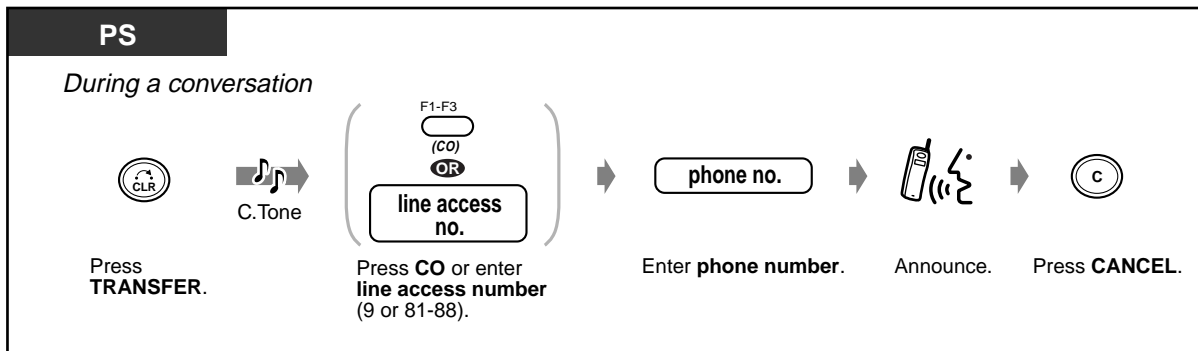 PS
During a conversation
CLR
C.Tone
F1-F3
(CO)
OR
line access
no.
phone no.
C
Press
TRANSFER.
Press CO or enter
line access number
(9 or 81-88).
Enter phone number.
Announce.
Press CANCEL.